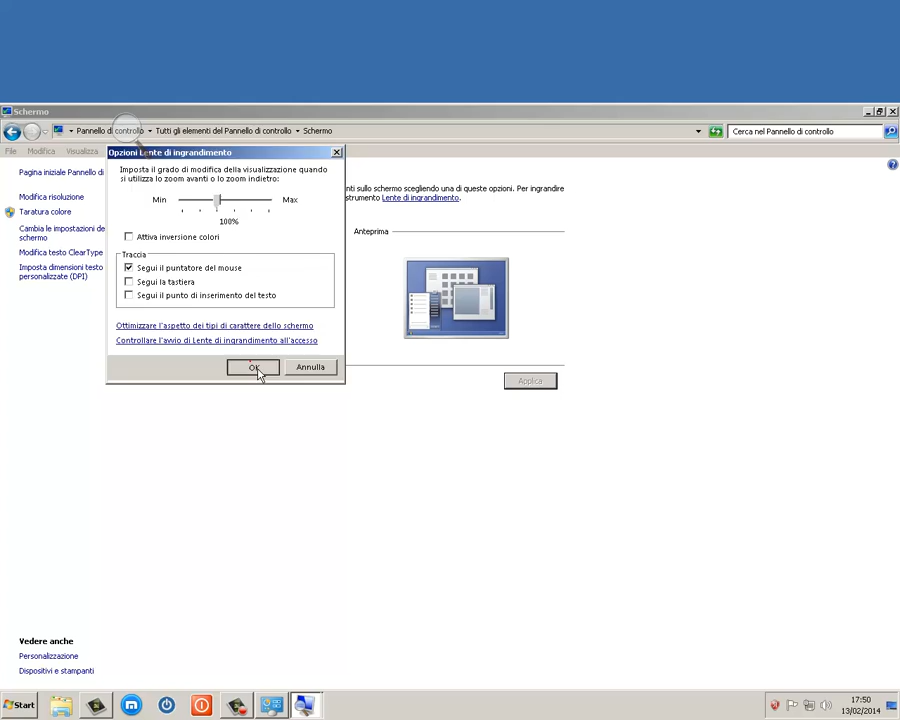 Schermo
Pannello di controllo
Tutti gli elementi del Pannello di controllo
Schermo
Cerca nel Pannello di controllo
File
Modifica
Visualizza
Opzioni Lente di ingrandimento
Pagina iniziale Pannello di
Modifica risoluzione
Taratura colore
Cambia le impostazioni de
schermo
Modifica testo ClearType
Imposta dimensioni testo
personalizzate (DPI)
Imposta il grado di modifica della visualizzazione quando
si utilizza lo zoom avanti o lo zoom indietro:
Min
Max
100%
Attiva inversione colori
Traccia
Segui il puntatore del mouse
Segui la tastiera
Segui il punto di inserimento del testo
Ottimizzare l'aspetto dei tipi di carattere dello schermo
Controllare l'avvio di Lente di ingrandimento all'accesso
OK
Annulla
nti sullo schermo scegliendo una di queste opzioni. Per ingrandire
strumento Lente di ingrandimento.
Anteprima
Applica
Vedere anche
Personalizzazione
Dispositivi e stampanti
Start
17:50
13/02/2014